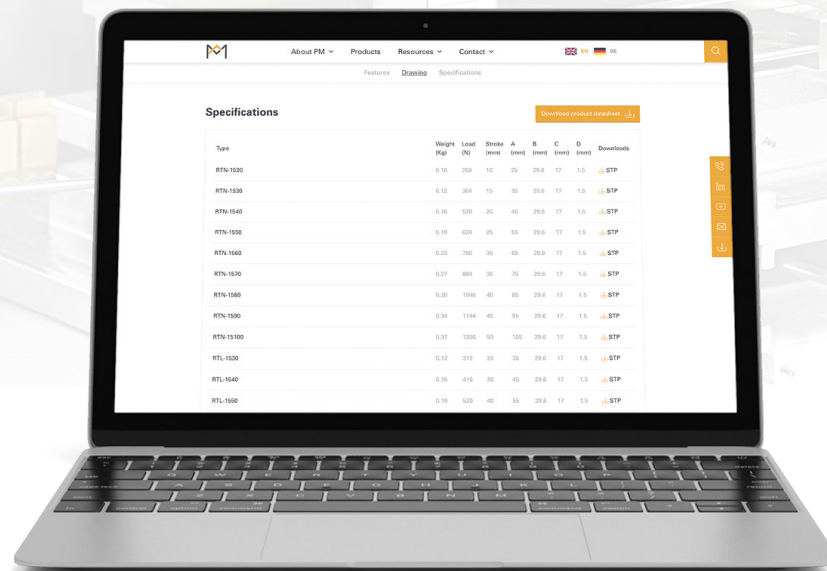 About PM Products Resources Contact EN DE
Features Drawing Specifications
Specifications
Download product datasheet
Type Weight (Kg) Load (N) Stroke (mm) A (mm) B (mm) C (mm) D (mm) Downloads
RTN-1520 0.10 260 10 25 29.6 17 1.5 STP
RTN-1530 0.12 364 15 35 29.6 17 1.5 STP
RTN-1540 0.16 520 20 45 29.6 17 1.5 STP
RTN-1550 0.19 624 25 55 29.6 17 1.5 STP
RTN-1560 0.23 780 30 65 29.6 17 1.5 STP
RTN-1570 0.27 884 35 75 29.6 17 1.5 STP
RTN-1580 0.30 1040 40 85 29.6 17 1.5 STP
RTN-1590 0.34 1144 45 95 29.6 17 1.5 STP
RTN-15100 0.37 1300 50 105 29.6 17 1.5 STP
RTL-1530 0.12 312 20 35 29.6 17 1.5 STP
RTL-1540 0.16 416 30 45 29.6 17 1.5 STP
RTL-1550 0.19 520 40 55 29.6 17 1.5 STP